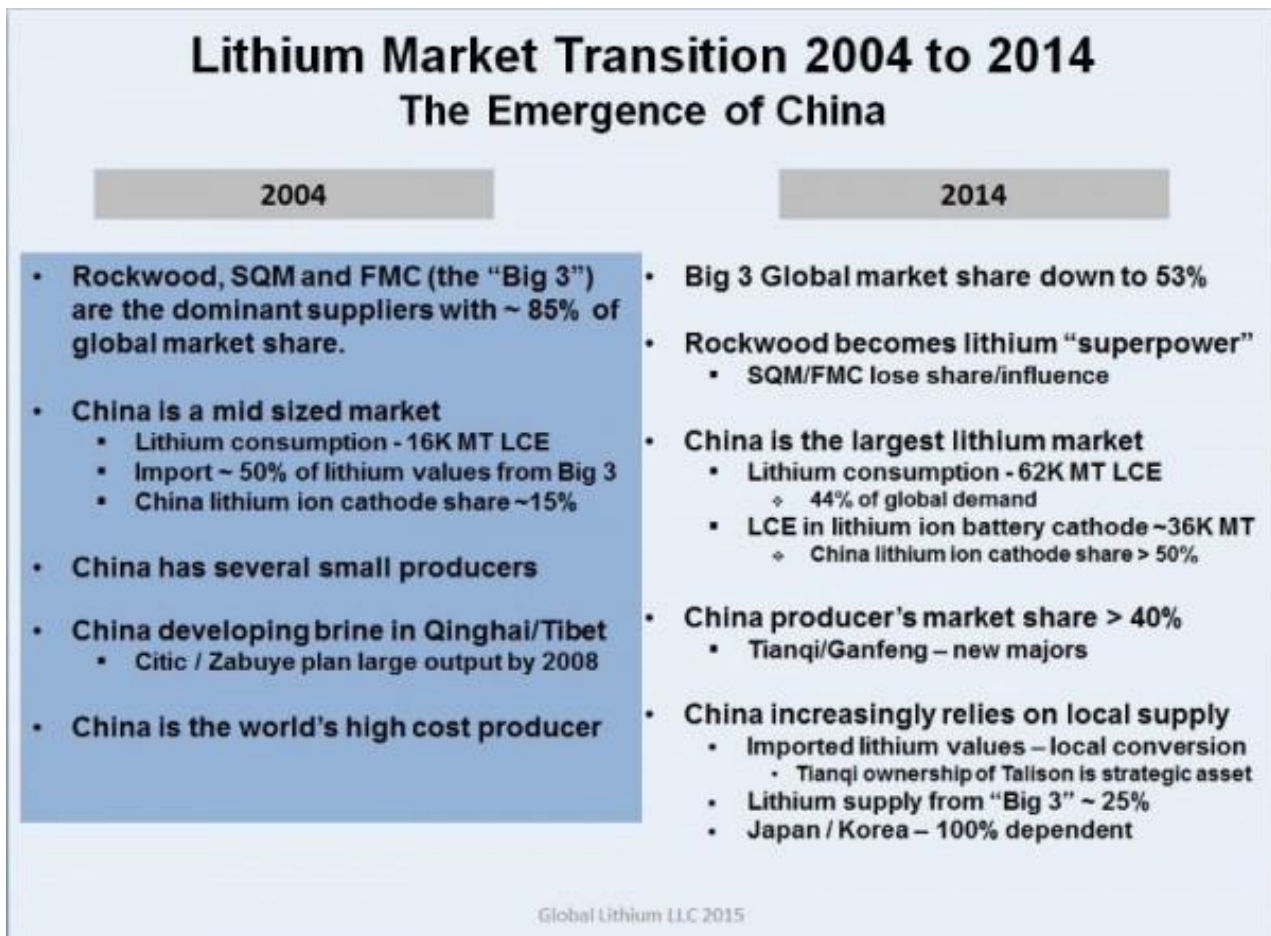 Lithium Market Transition 2004 to 2014
The Emergence of China
2004
• Rockwood, SQM and FMC (the “Big 3”)
are the dominant suppliers with ~ 85% of
global market share.
• China is a mid sized market
▪ Lithium consumption - 16K MT LCE
▪ Import ~ 50% of lithium values from Big 3
▪ China lithium ion cathode share ~15%
• China has several small producers
• China developing brine in Qinghai/Tibet
▪ Citic / Zabuye plan large output by 2008
• China is the world’s high cost producer
2014
• Big 3 Global market share down to 53%
• Rockwood becomes lithium “superpower”
▪ SQM/FMC lose share/influence
• China is the largest lithium market
▪ Lithium consumption - 62K MT LCE
❖ 44% of global demand
▪ LCE in lithium ion battery cathode ~36K MT
❖ China lithium ion cathode share > 50%
• China producer’s market share > 40%
▪ Tianqi/Ganfeng – new majors
• China increasingly relies on local supply
• Imported lithium values – local conversion
• Tianqi ownership of Talison is strategic asset
• Lithium supply from “Big 3” ~ 25%
• Japan / Korea – 100% dependent
Global Lithium LLC 2015